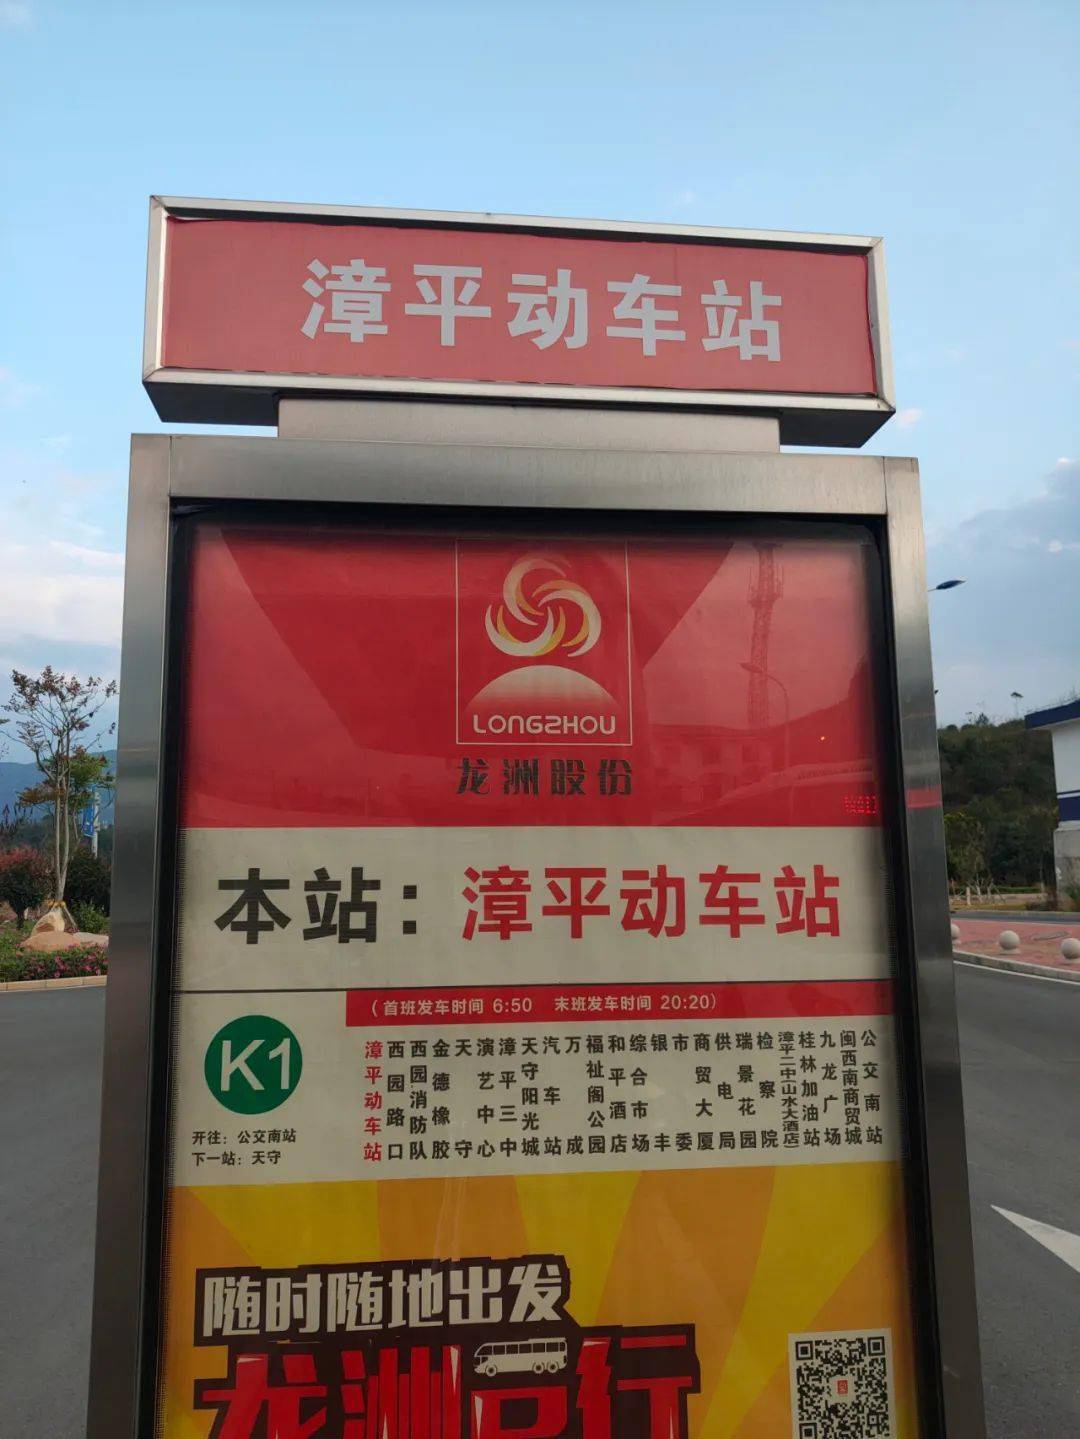 漳平动车站
LONGZHOU
龙洲股份
本站：漳平动车站
（首班发车时间 6:50 末班发车时间 20:20）
K1
开往：公交南站
下一站：天守
漳平动车站
西园路口
西园消防队
金德橡胶
天守
演艺中心
漳平三中
天守阳光城
汽车站
万成
福祉阁公园
和平酒店
综合市场
银丰
市委
商贸大厦
供电局
瑞景花园
检察院
漳平二中(山水大酒店)
桂林加油站
九龙广场
闽西南商贸城
公交南站
随时随地出发
龙洲行